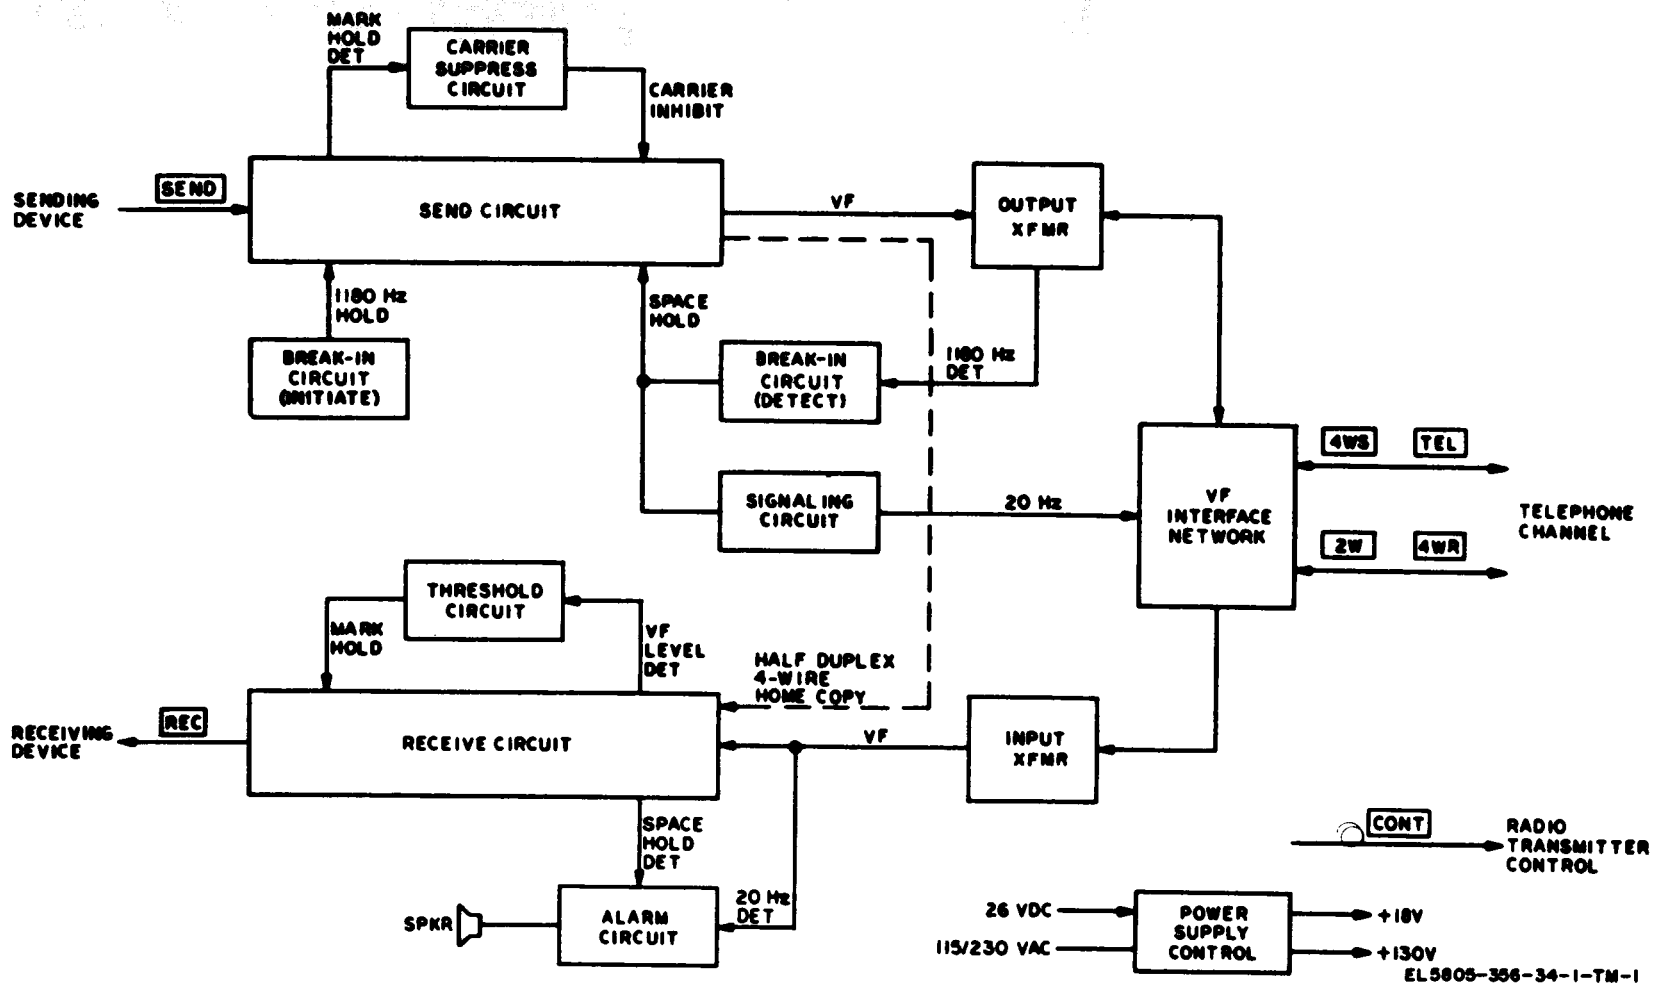 MARK
HOLD
DET
CARRIER
SUPPRESS
CIRCUIT
CARRIER
INHIBIT
SENDING
DEVICE
SEND
SEND CIRCUIT
VF
OUTPUT
XFMR
1180 Hz
HOLD
SPACE
HOLD
BREAK-IN
CIRCUIT
(INITIATE)
BREAK-IN
CIRCUIT
(DETECT)
1180 Hz
DET
4WS
TEL
SIGNALING
CIRCUIT
20 Hz
VF
INTERFACE
NETWORK
TELEPHONE
CHANNEL
2W
4WR
THRESHOLD
CIRCUIT
MARK
HOLD
VF
LEVEL
DET
HALF DUPLEX
4-WIRE
HOME COPY
RECEIVING
DEVICE
REC
RECEIVE CIRCUIT
VF
INPUT
XFMR
SPACE
HOLD
DET
CONT
RADIO
TRANSMITTER
CONTROL
SPKR
ALARM
CIRCUIT
20 Hz
DET
26 VDC
115/230 VAC
POWER
SUPPLY
CONTROL
+18V
+130V
EL5805-356-34-1-TM-1